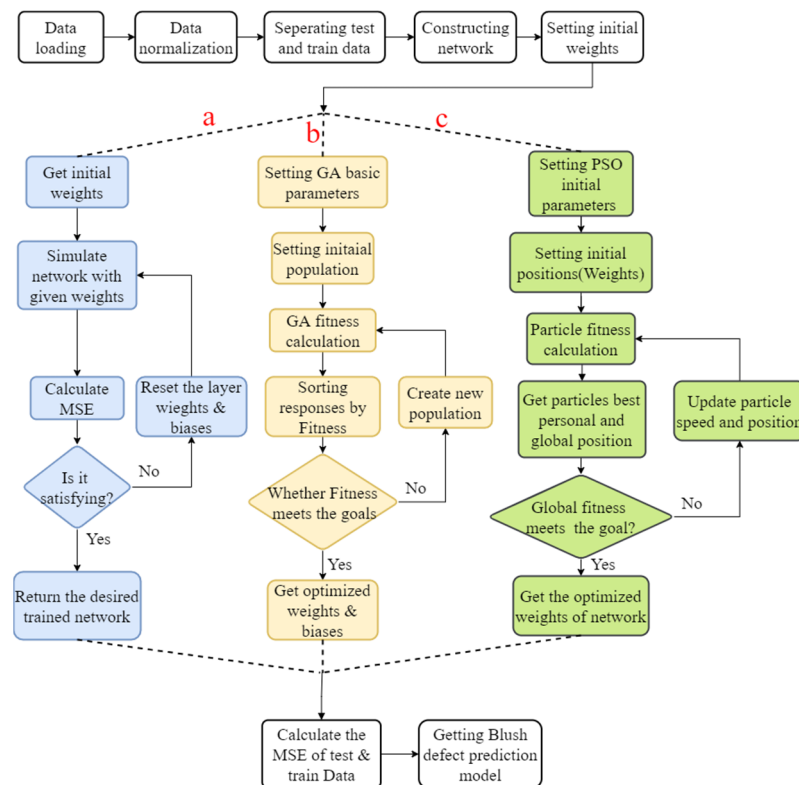 Data
loading
Data
normalization
Seperating test
and train data
Constructing
network
Setting initial
weights
a
b
c
Get initial
weights
Simulate
network with
given weights
Calculate
MSE
Reset the layer
wieghts &
biases
Is it
satisfying?
No
Yes
Return the desired
trained network
Setting GA basic
parameters
Setting initaial
population
GA fitness
calculation
Sorting
responses by
Fitness
Create new
population
Whether Fitness
meets the goals
No
Yes
Get optimized
weights &
biases
Setting PSO
initial
parameters
Setting initial
positions(Weights)
Particle fitness
calculation
Get particles best
personal and
global position
Update particle
speed and position
Global fitness
meets the goal?
No
Yes
Get the optimized
weights of network
Calculate the
MSE of test &
train Data
Getting Blush
defect prediction
model